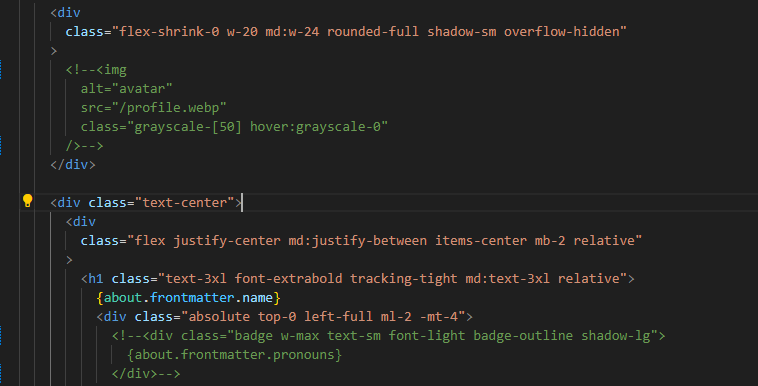 <div
class="flex-shrink-0 w-20 md:w-24 rounded-full shadow-sm overflow-hidden"
>
<!--<img
alt="avatar"
src="/profile.webp"
class="grayscale-[50] hover:grayscale-0"
/>-->
</div>
<div class="text-center">
<div
class="flex justify-center md:justify-between items-center mb-2 relative"
>
<h1 class="text-3xl font-extrabold tracking-tight md:text-3xl relative">
{about.frontmatter.name}
<div class="absolute top-0 left-full ml-2 -mt-4">
<!--<div class="badge w-max text-sm font-light badge-outline shadow-lg">
{about.frontmatter.pronouns}
</div>-->